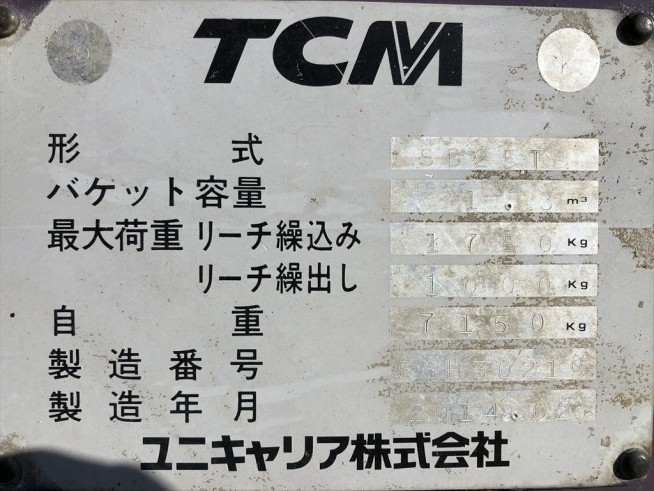 TCM
形式
バケット容量 1.3 m³
最大荷重 リーチ繰込み 1750 Kg
リーチ繰出し 1000 Kg
自重 7150 Kg
製造番号
製造年月
ユニキャリア株式会社